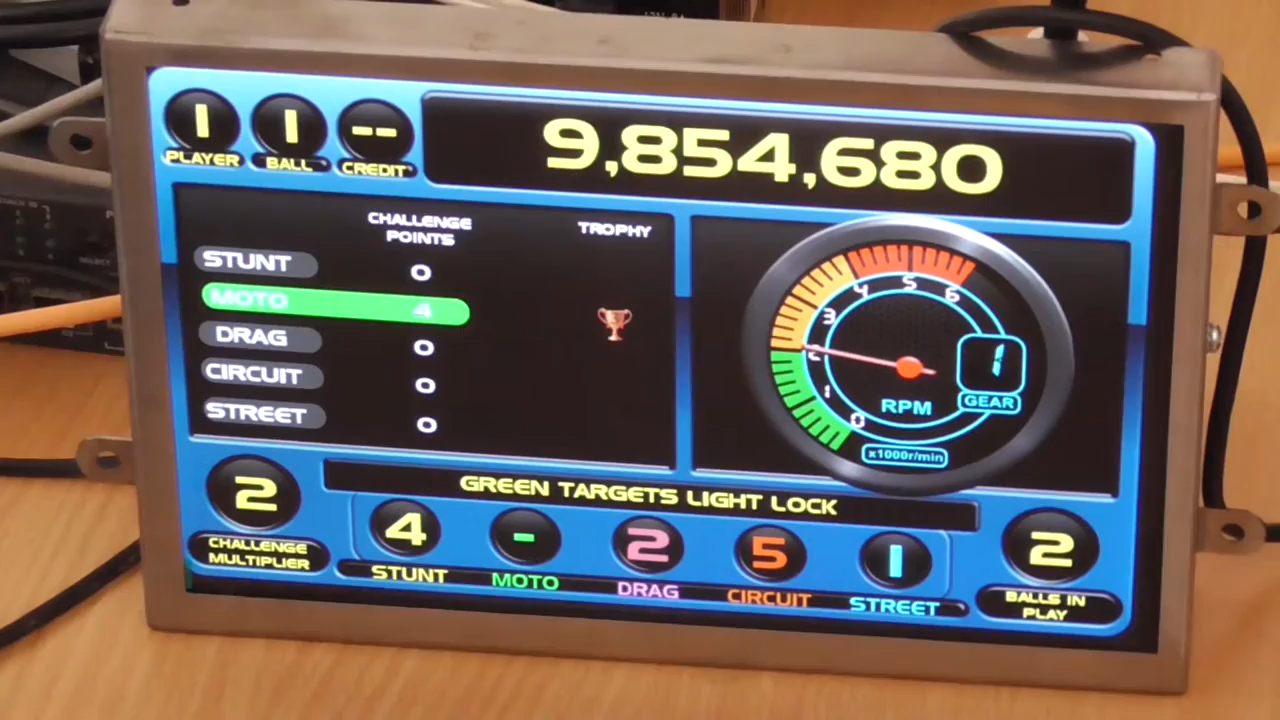 1 1 --
PLAYER BALL CREDIT
9,854,680
CHALLENGE
POINTS
TROPHY
STUNT 0
MOTO 4
DRAG 0
CIRCUIT 0
STREET 0
0 1 2 3 4 5 6
1
GEAR
RPM
x1000r/min
GREEN TARGETS LIGHT LOCK
2
CHALLENGE
MULTIPLIER
4 - 2 5 1
STUNT MOTO DRAG CIRCUIT STREET
2
BALLS IN
PLAY